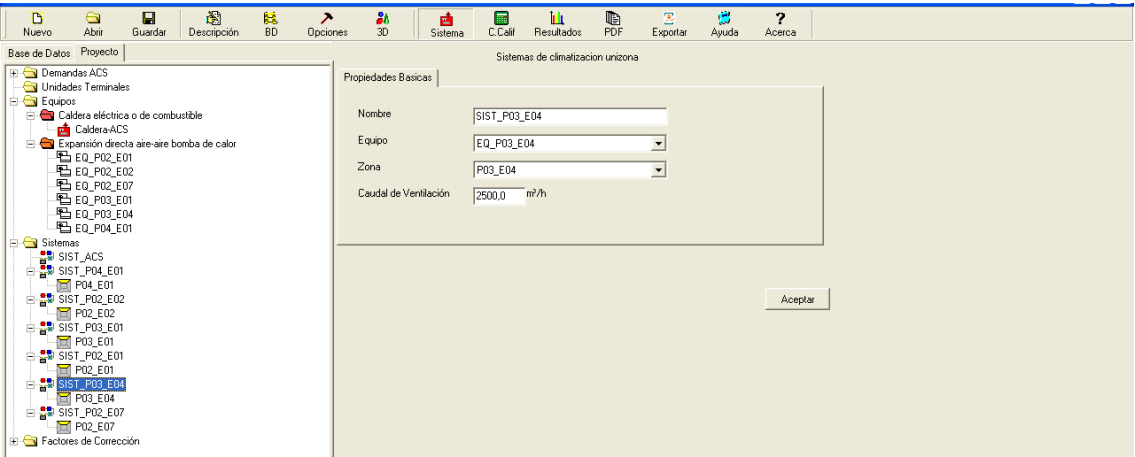 Nuevo Abrir Guardar Descripción BD Opciones 3D Sistema C.Calif Resultados PDF Exportar Ayuda Acerca
Base de Datos Proyecto
Sistemas de climatizacion unizona
Demandas ACS
Unidades Terminales
Equipos
Caldera eléctrica o de combustible
Caldera-ACS
Expansión directa aire-aire bomba de calor
EQ_P02_E01
EQ_P02_E02
EQ_P02_E07
EQ_P03_E01
EQ_P03_E04
EQ_P04_E01
Sistemas
SIST_ACS
SIST_P04_E01
P04_E01
SIST_P02_E02
P02_E02
SIST_P03_E01
P03_E01
SIST_P02_E01
P02_E01
SIST_P03_E04
P03_E04
SIST_P02_E07
P02_E07
Factores de Corrección
Propiedades Basicas
Nombre SIST_P03_E04
Equipo EQ_P03_E04
Zona P03_E04
Caudal de Ventilación 2500,0 m³/h
Aceptar